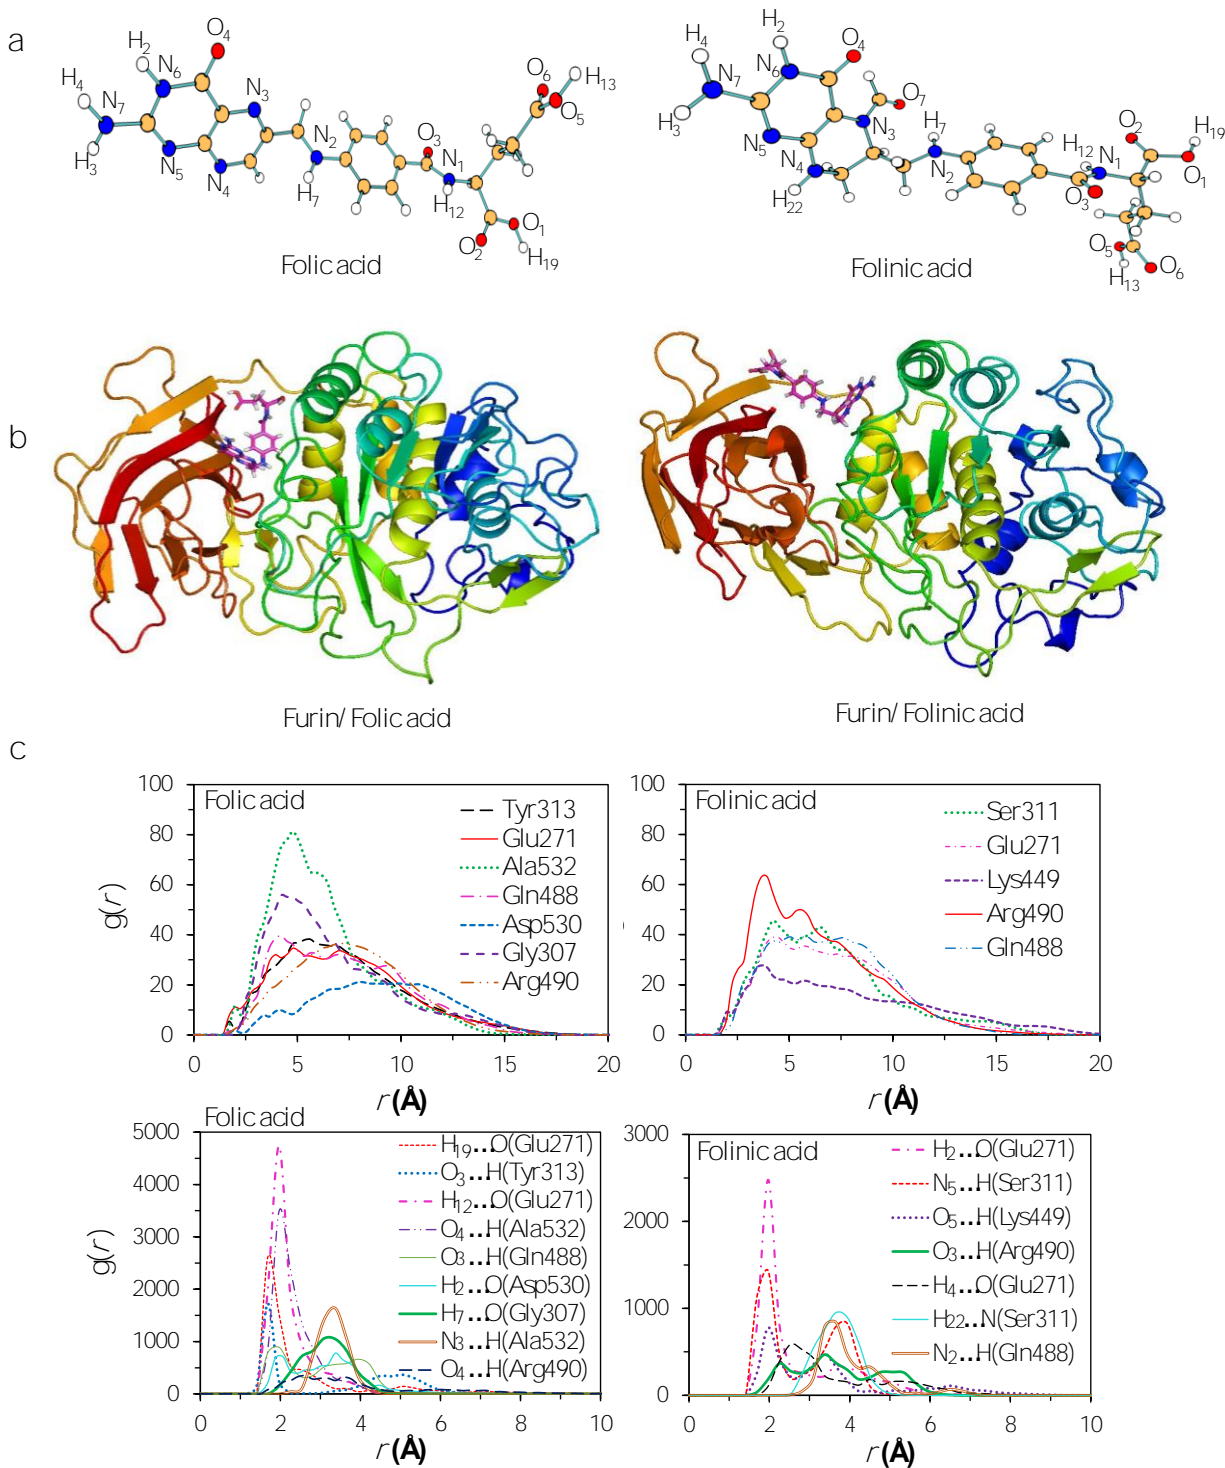 a
H2 O4
H4 N6
N7 N3
H3 N5 N4
N2 H7
O3 N1 H12
O6 H13 O5
O1 O2 H19
Folic acid
H2 O4
H4 N7 N6
H3 O7
N5 N3
N4 H22
H7 N2
O2 H19
H12 N1 O1
O3
O5 H13 O6
Folinic acid
b
Furin/ Folic acid
Furin/ Folinic acid
c
Folic acid
Tyr313
Glu271
Ala532
Gln488
Asp530
Gly307
Arg490
g(r)
100
80
60
40
20
0
0 5 10 15 20
r (Å)
Folinic acid
Ser311
Glu271
Lys449
Arg490
Gln488
100
80
60
40
20
0
0 5 10 15 20
r (Å)
Folic acid
H19...O(Glu271)
O3...H(Tyr313)
H12...O(Glu271)
O4...H(Ala532)
O3...H(Gln488)
H2...O(Asp530)
H7...O(Gly307)
N3...H(Ala532)
O4...H(Arg490)
g(r)
5000
4000
3000
2000
1000
0
0 2 4 6 8 10
r (Å)
Folinic acid
H2...O(Glu271)
N5...H(Ser311)
O5...H(Lys449)
O3...H(Arg490)
H4...O(Glu271)
H22...N(Ser311)
N2...H(Gln488)
3000
2000
1000
0
0 2 4 6 8 10
r (Å)